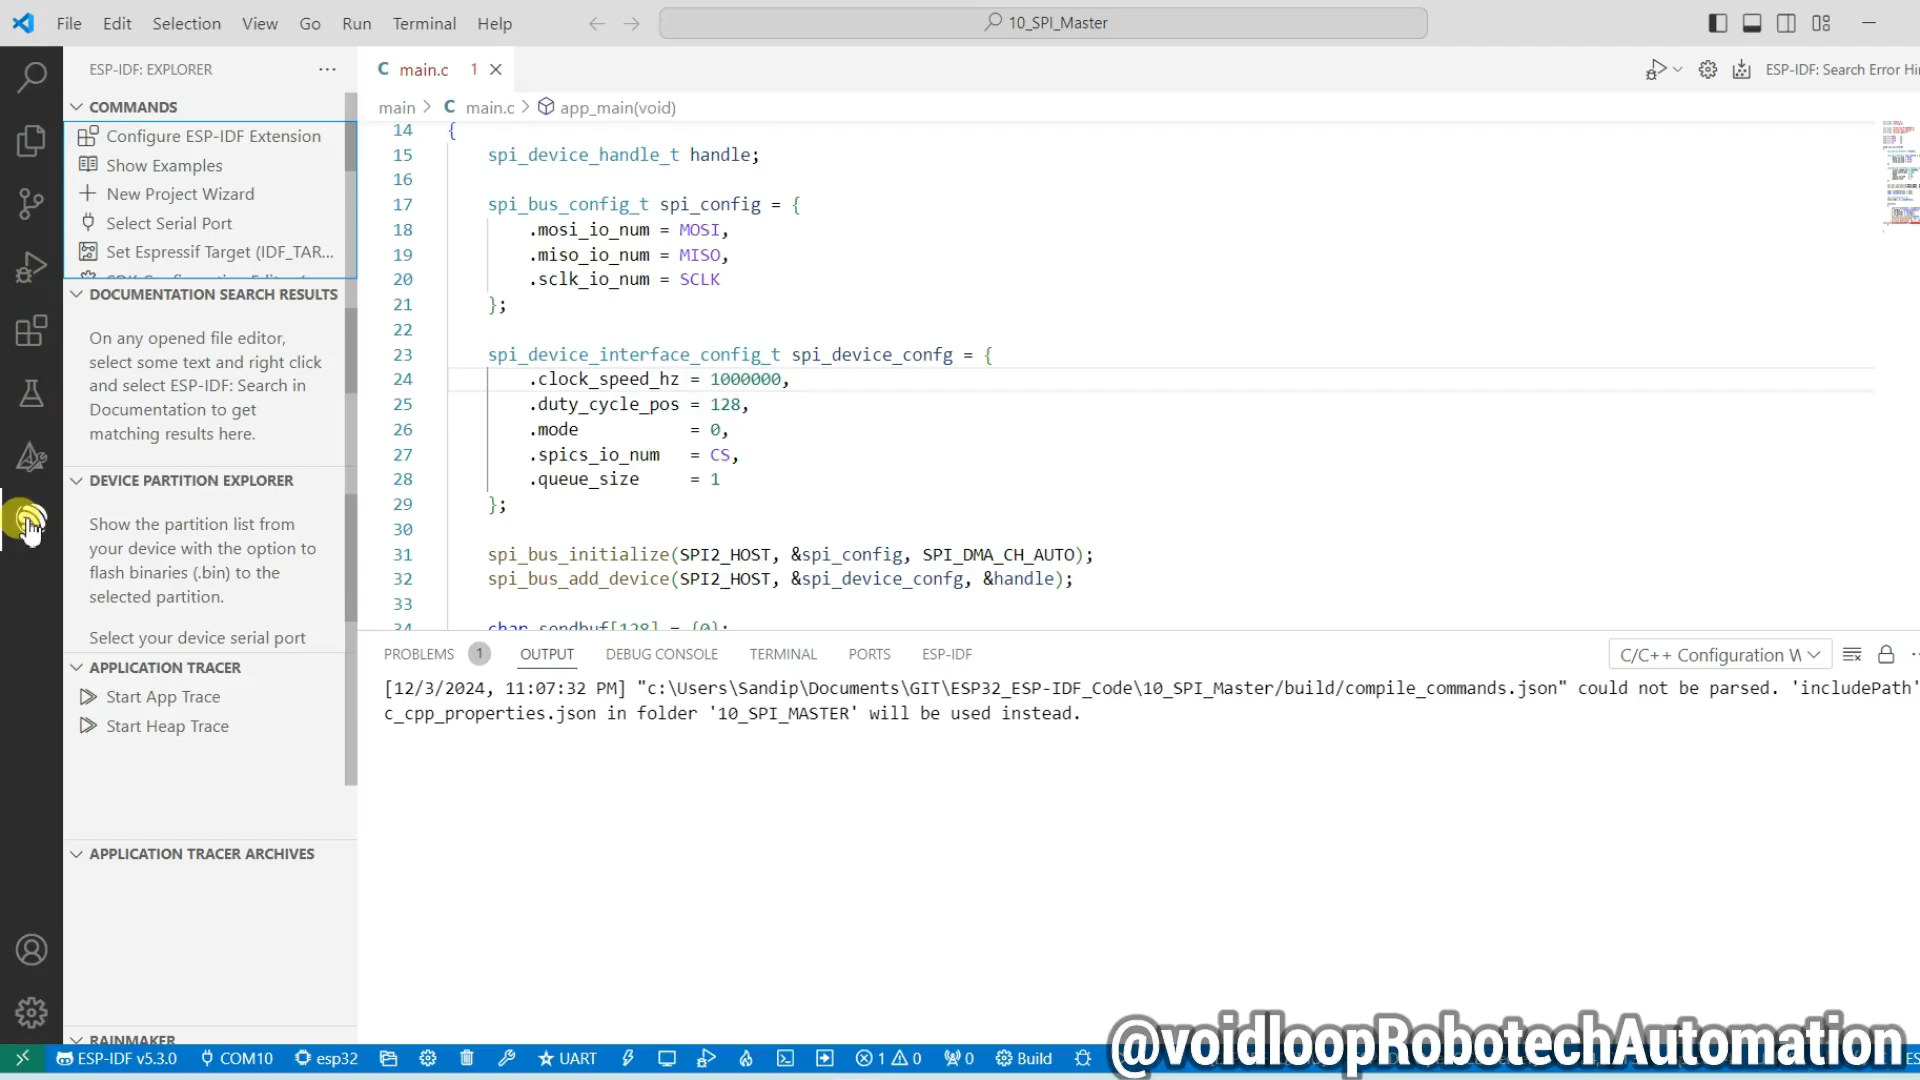 File Edit Selection View Go Run Terminal Help
10_SPI_Master
ESP-IDF: EXPLORER
COMMANDS
Configure ESP-IDF Extension
Show Examples
New Project Wizard
Select Serial Port
Set Espressif Target (IDF_TAR...
DOCUMENTATION SEARCH RESULTS
On any opened file editor,
select some text and right click
and select ESP-IDF: Search in
Documentation to get
matching results here.
DEVICE PARTITION EXPLORER
Show the partition list from
your device with the option to
flash binaries (.bin) to the
selected partition.
Select your device serial port
APPLICATION TRACER
Start App Trace
Start Heap Trace
APPLICATION TRACER ARCHIVES
RAINMAKER
C main.c 1
ESP-IDF: Search Error Hin
main > C main.c > app_main(void)
14 {
15 spi_device_handle_t handle;
16
17 spi_bus_config_t spi_config = {
18 .mosi_io_num = MOSI,
19 .miso_io_num = MISO,
20 .sclk_io_num = SCLK
21 };
22
23 spi_device_interface_config_t spi_device_confg = {
24 .clock_speed_hz = 1000000,
25 .duty_cycle_pos = 128,
26 .mode = 0,
27 .spics_io_num = CS,
28 .queue_size = 1
29 };
30
31 spi_bus_initialize(SPI2_HOST, &spi_config, SPI_DMA_CH_AUTO);
32 spi_bus_add_device(SPI2_HOST, &spi_device_confg, &handle);
33
34 char sendbuf[128] = {0};
PROBLEMS 1 OUTPUT DEBUG CONSOLE TERMINAL PORTS ESP-IDF
C/C++ Configuration W
[12/3/2024, 11:07:32 PM] "c:\Users\Sandip\Documents\GIT\ESP32_ESP-IDF_Code\10_SPI_Master/build/compile_commands.json" could not be parsed. 'includePath'
c_cpp_properties.json in folder '10_SPI_MASTER' will be used instead.
@voidloopRobotechAutomation
ESP-IDF v5.3.0 COM10 esp32 UART 1 0 0 Build